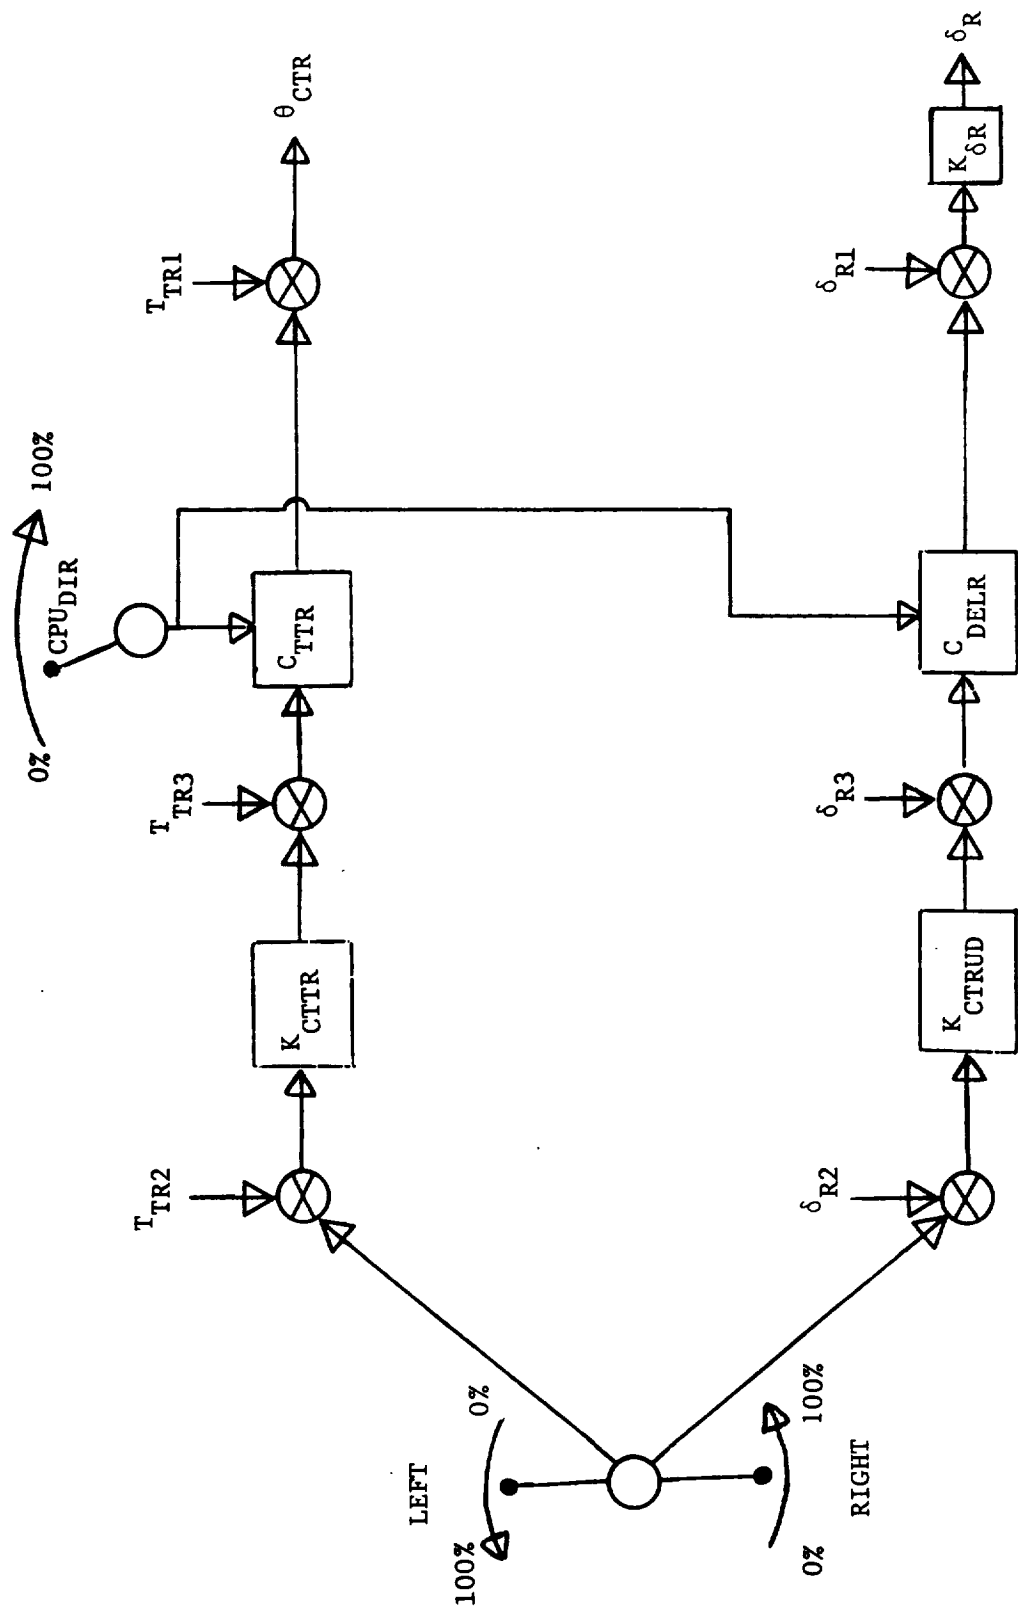 0%
100%
CPU_DIR
T_TR2
T_TR3
T_TR1
K_CTTR
C_TTR
θ_CTR
LEFT
100%
0%
0%
100%
RIGHT
δ_R2
δ_R3
δ_R1
K_CTRUD
C_DELR
K_δR
δ_R